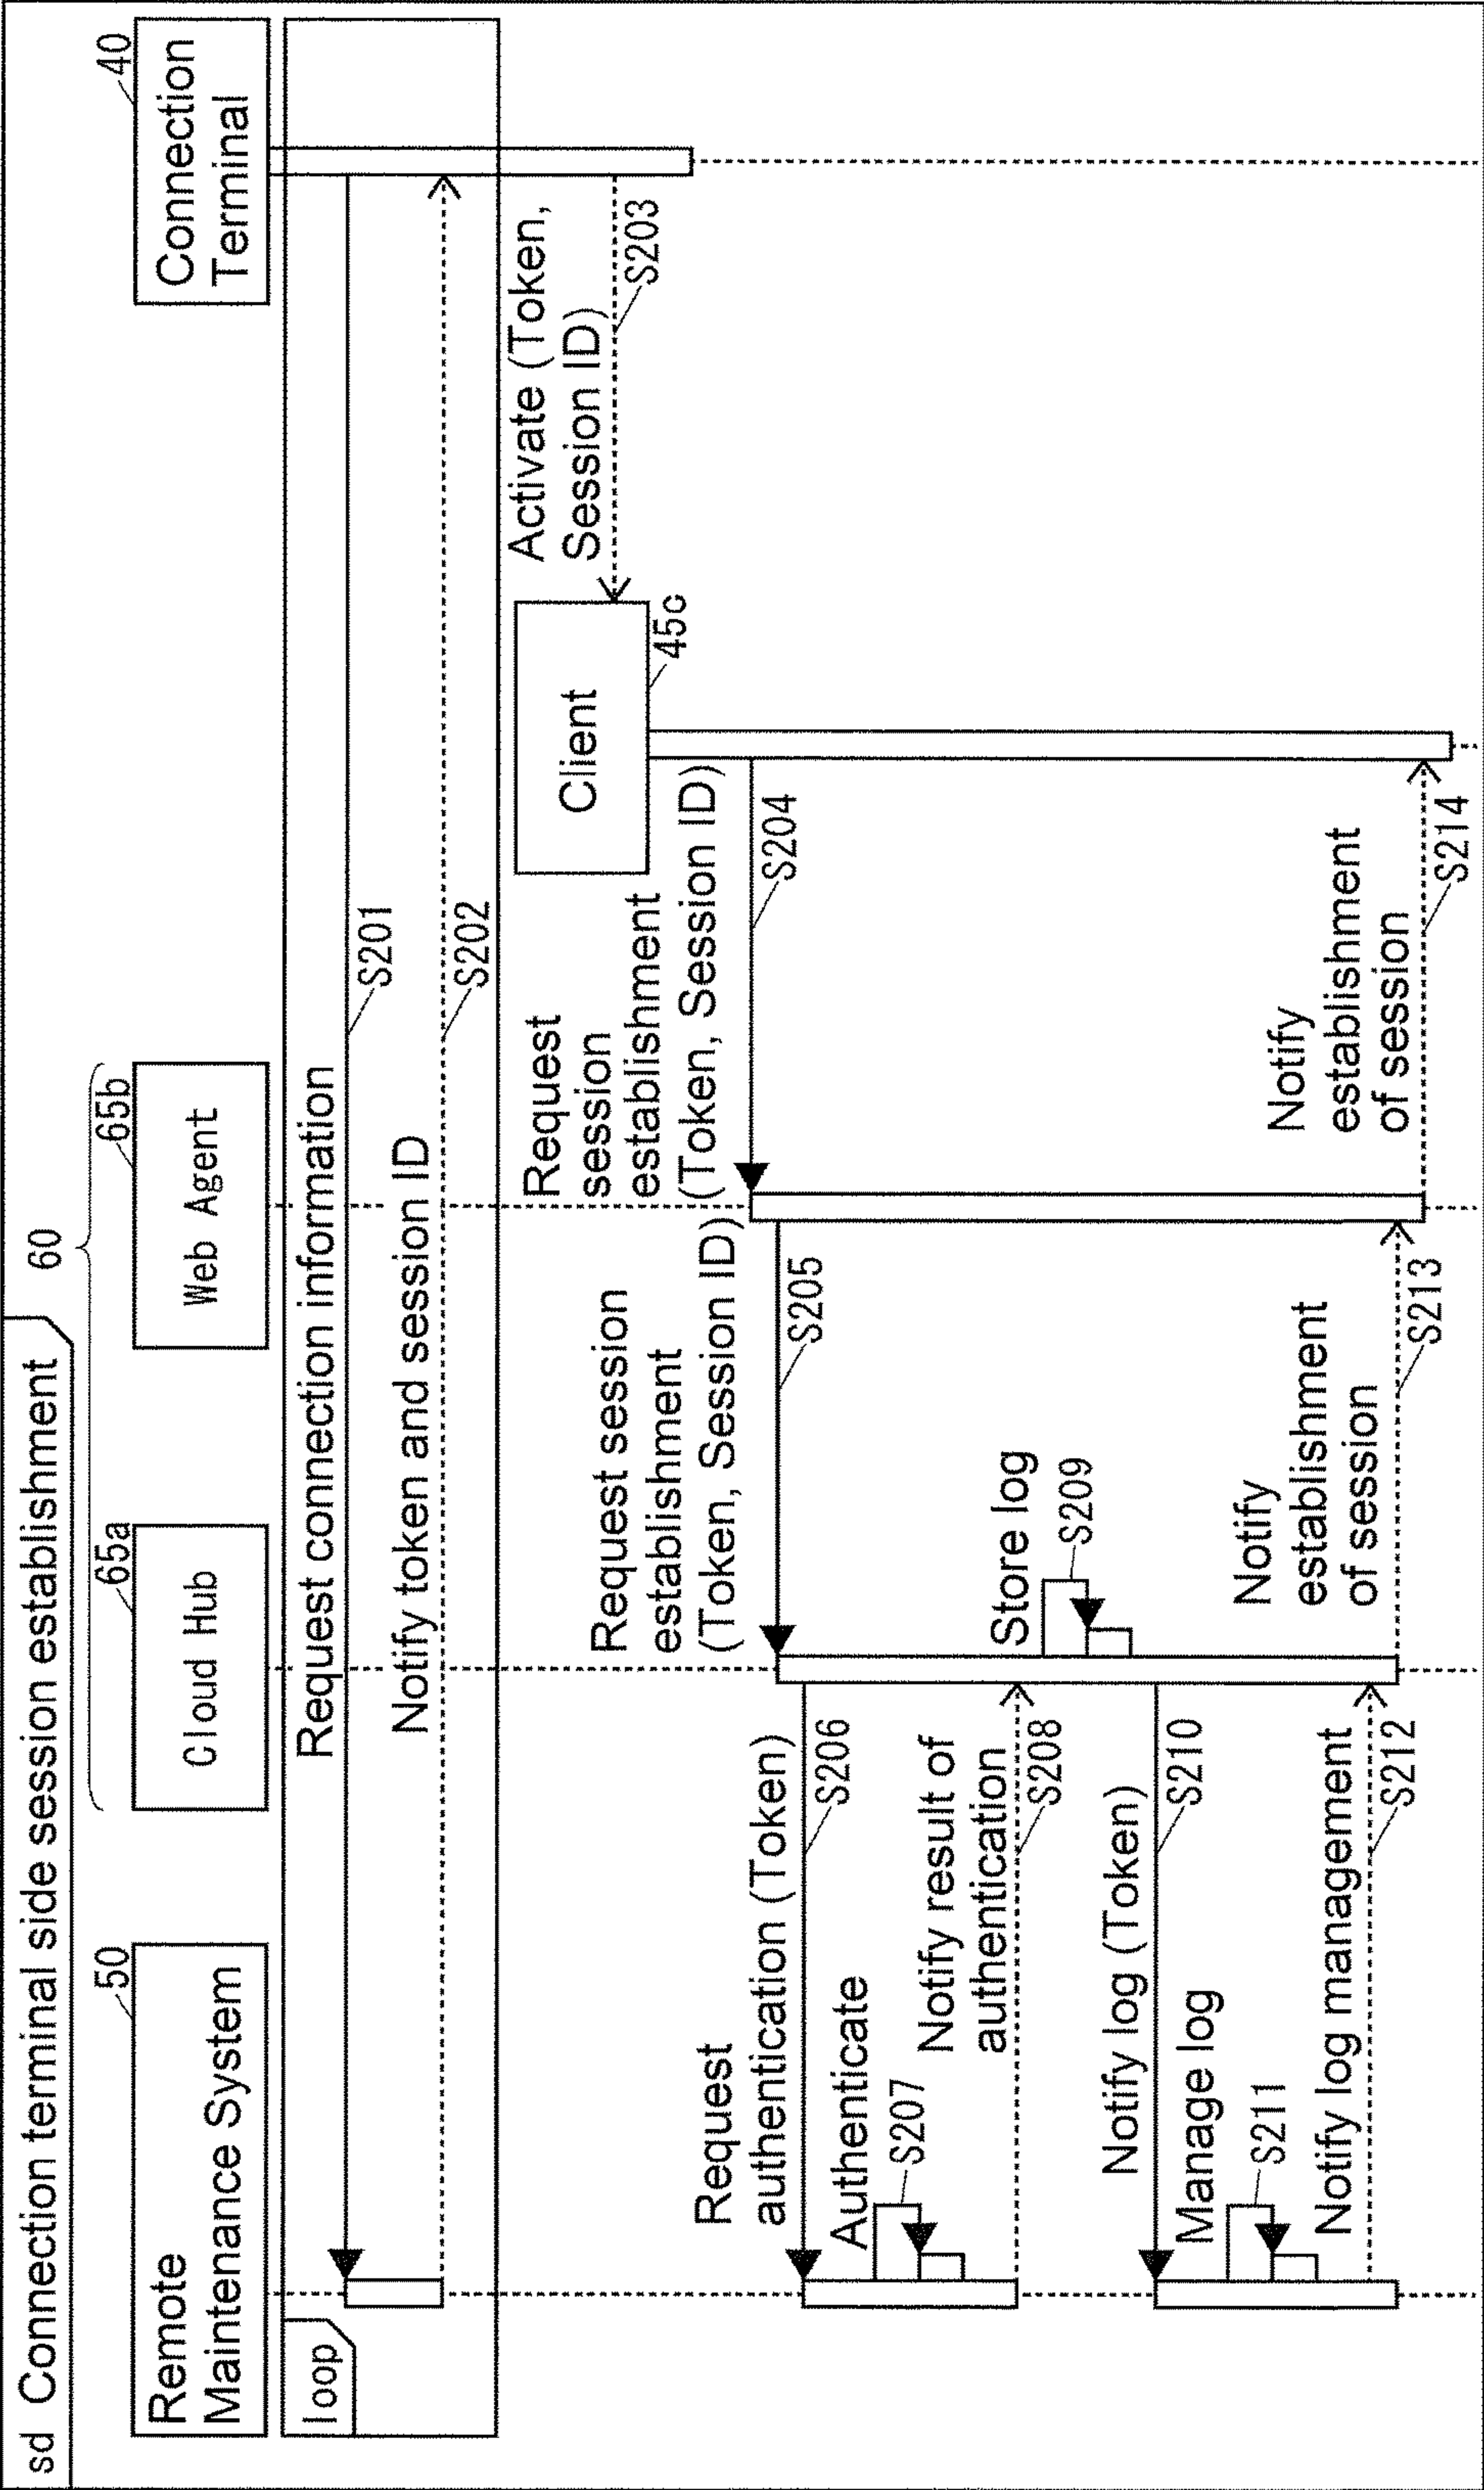 sd Connection terminal side session establishment
60
50
65a
65b
40
Remote
Maintenance System
Cloud Hub
Web Agent
Connection
Terminal
loop
Request connection information
S201
Notify token and session ID
S202
Activate (Token,
Session ID)
S203
Client
45c
Request
session
establishment
(Token, Session ID)
S204
Request session
establishment
(Token, Session ID)
S205
Request
authentication (Token)
S206
Authenticate
S207
Notify result of
authentication
S208
Store log
S209
Notify log (Token)
S210
Manage log
S211
Notify log management
S212
Notify
establishment
of session
S213
Notify
establishment
of session
S214